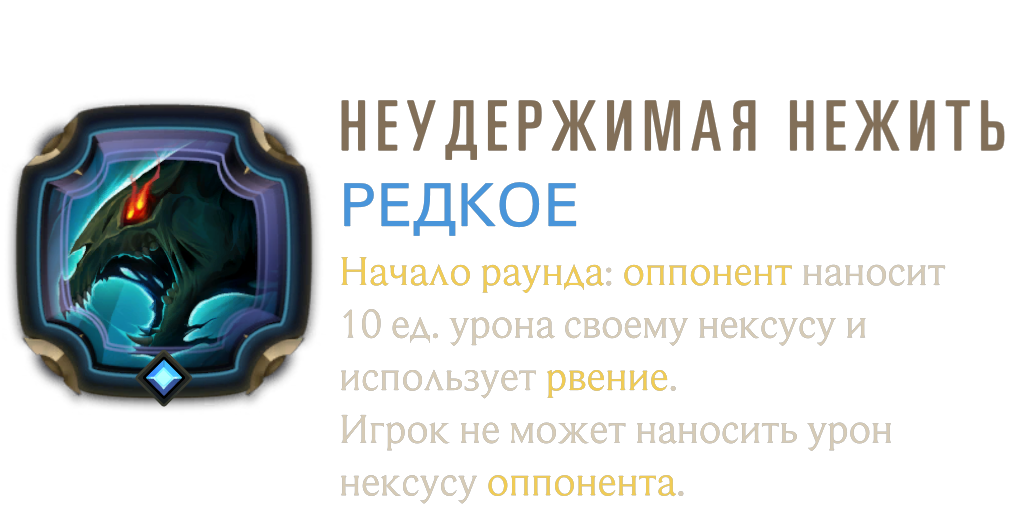 НЕУДЕРЖИМАЯ НЕЖИТЬ
РЕДКОЕ
Начало раунда: оппонент наносит
10 ед. урона своему нексусу и
использует рвение.
Игрок не может наносить урон
нексусу оппонента.